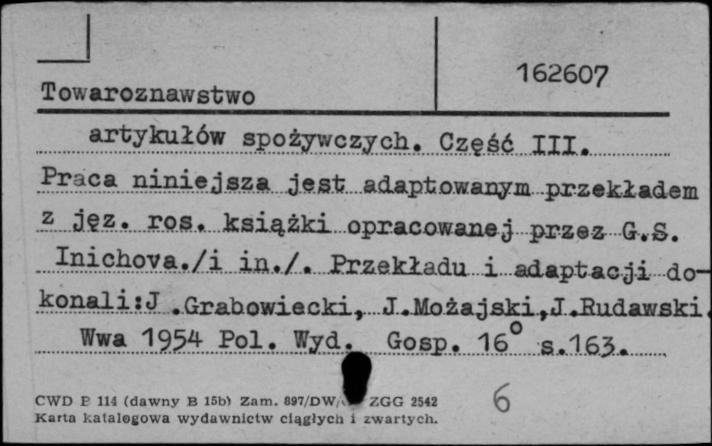 162607
Towaroznawstwo
artykułów spożywczych. Część III.
Praca niniejsza jest adaptowanym przekładem
z jęz. ros. książki opracowanej przez G.S.
Inichova./i in./. Przekładu i adaptacji do-
konali:J .Grabowiecki, J.Możajski,J.Rudawski.
Wwa 1954 Pol. Wyd. Gosp. 16° s.163.
CWD B 114 (dawny B 15b) Zam. 897/DW/ ZGG 2542
Karta katalogowa wydawnictw ciągłych i zwartych.
6